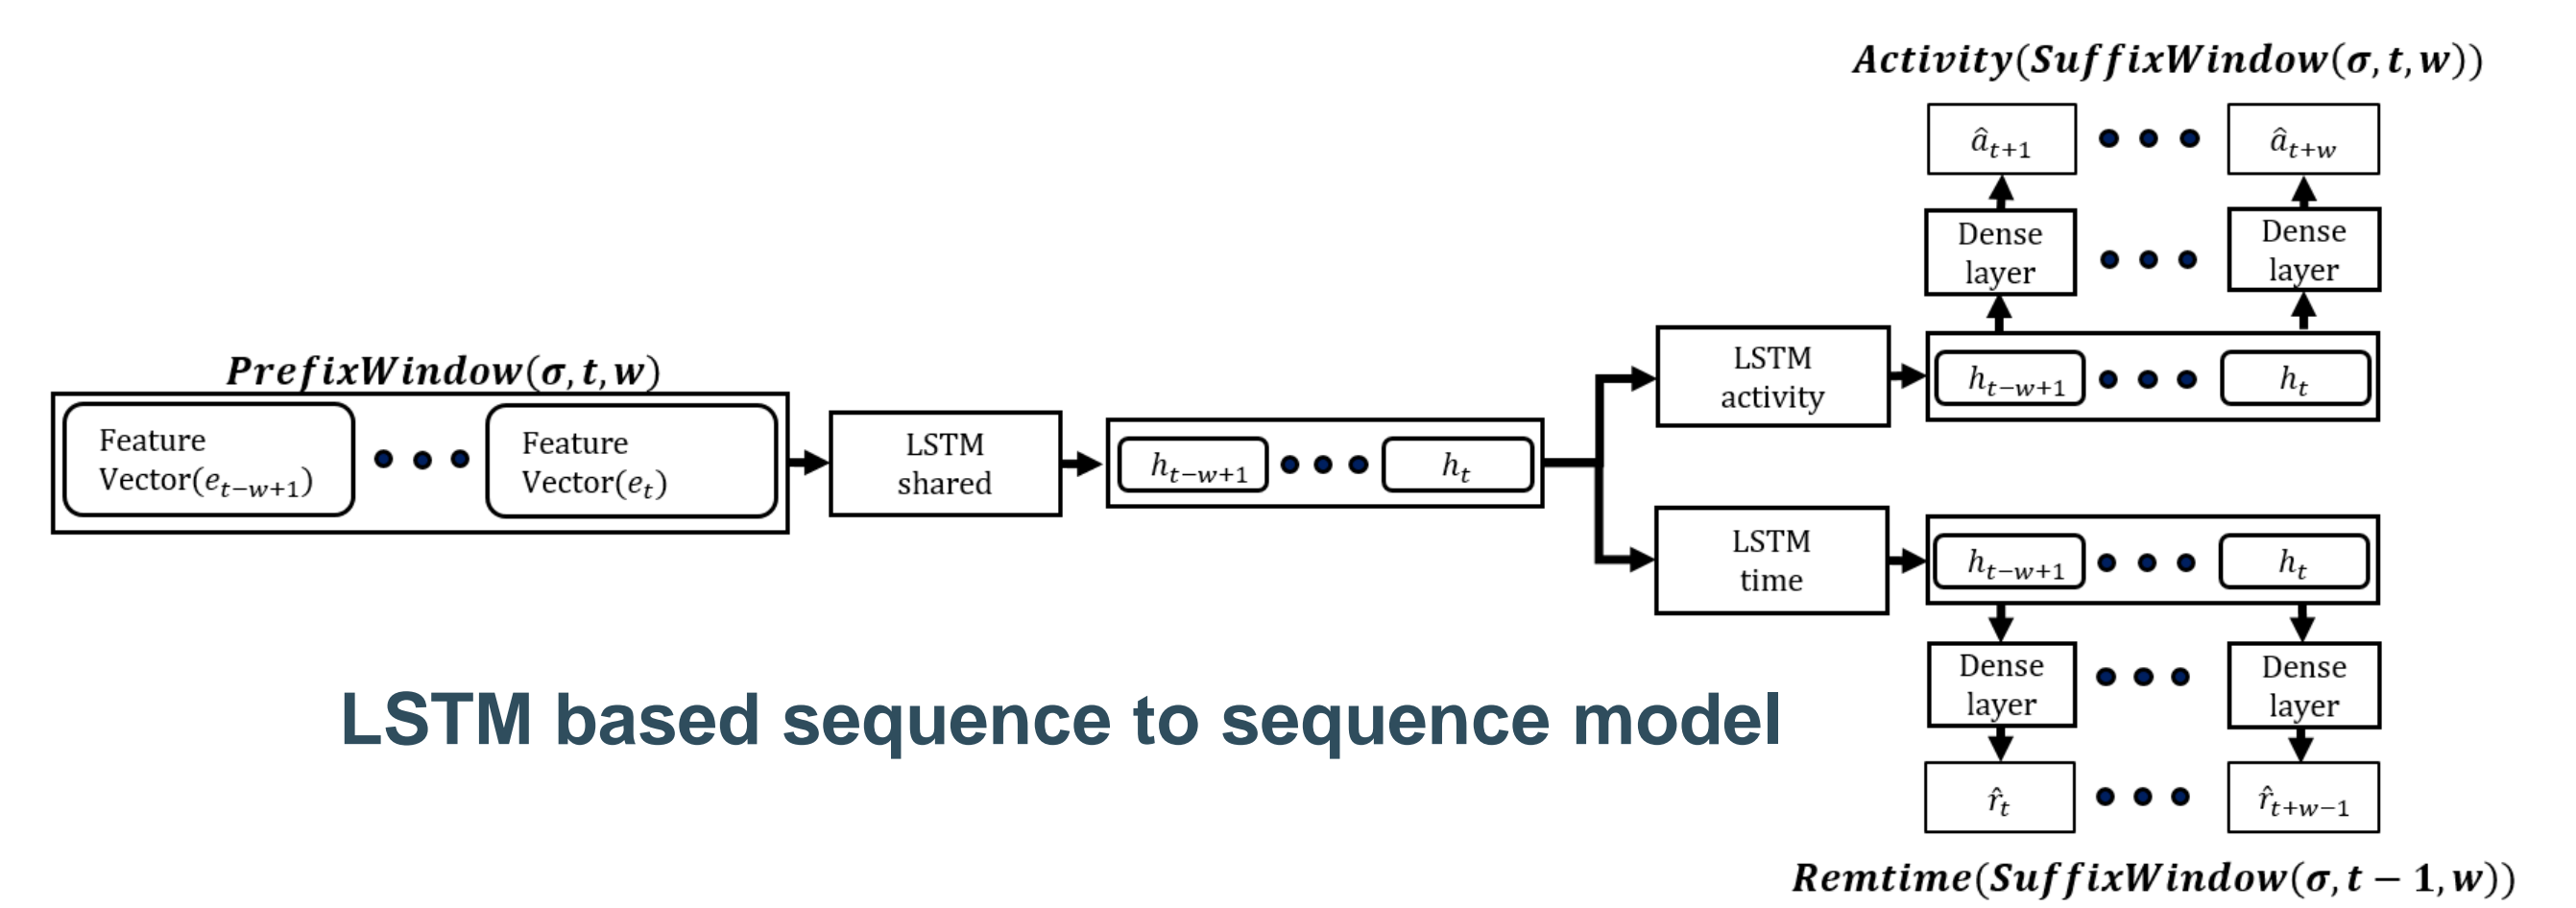 Activity(SuffixWindow(σ, t, w))
â_{t+1} • • • â_{t+w}
Dense layer • • • Dense layer
PrefixWindow(σ, t, w)
Feature Vector(e_{t−w+1}) • • • Feature Vector(e_t)
LSTM shared
h_{t−w+1} • • • h_t
LSTM activity
h_{t−w+1} • • • h_t
LSTM time
h_{t−w+1} • • • h_t
Dense layer • • • Dense layer
r̂_t • • • r̂_{t+w−1}
Remtime(SuffixWindow(σ, t − 1, w))
LSTM based sequence to sequence model